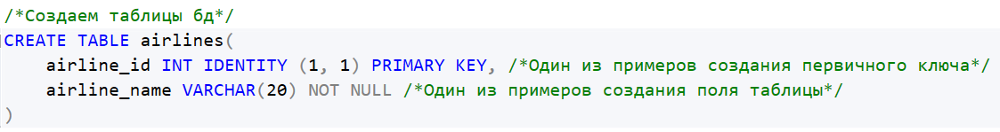 /*Создаем таблицы бд*/
CREATE TABLE airlines(
    airline_id INT IDENTITY (1, 1) PRIMARY KEY, /*Один из примеров создания первичного ключа*/
    airline_name VARCHAR(20) NOT NULL /*Один из примеров создания поля таблицы*/
)